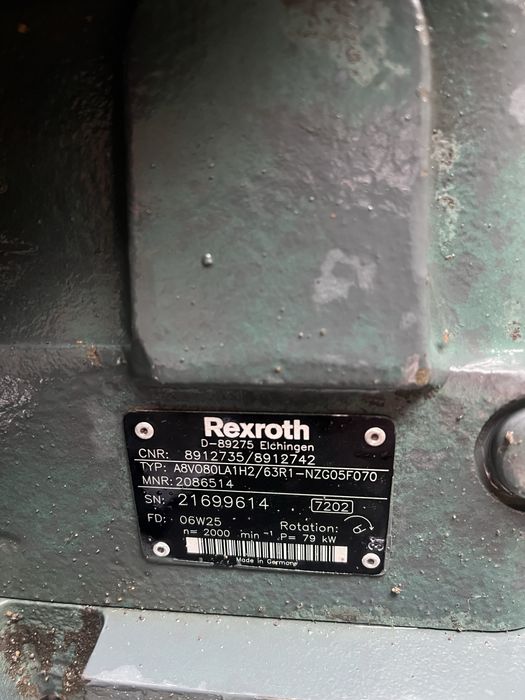 Rexroth
D-89275 Elchingen
CNR: 8912735/8912742
TYP: A8VO80LA1H2/63R1-NZG05F070
MNR: 2086514
SN: 21699614 7202
FD: 06W25 Rotation:
n= 2000 min⁻¹ P= 79 kW
Made in Germany